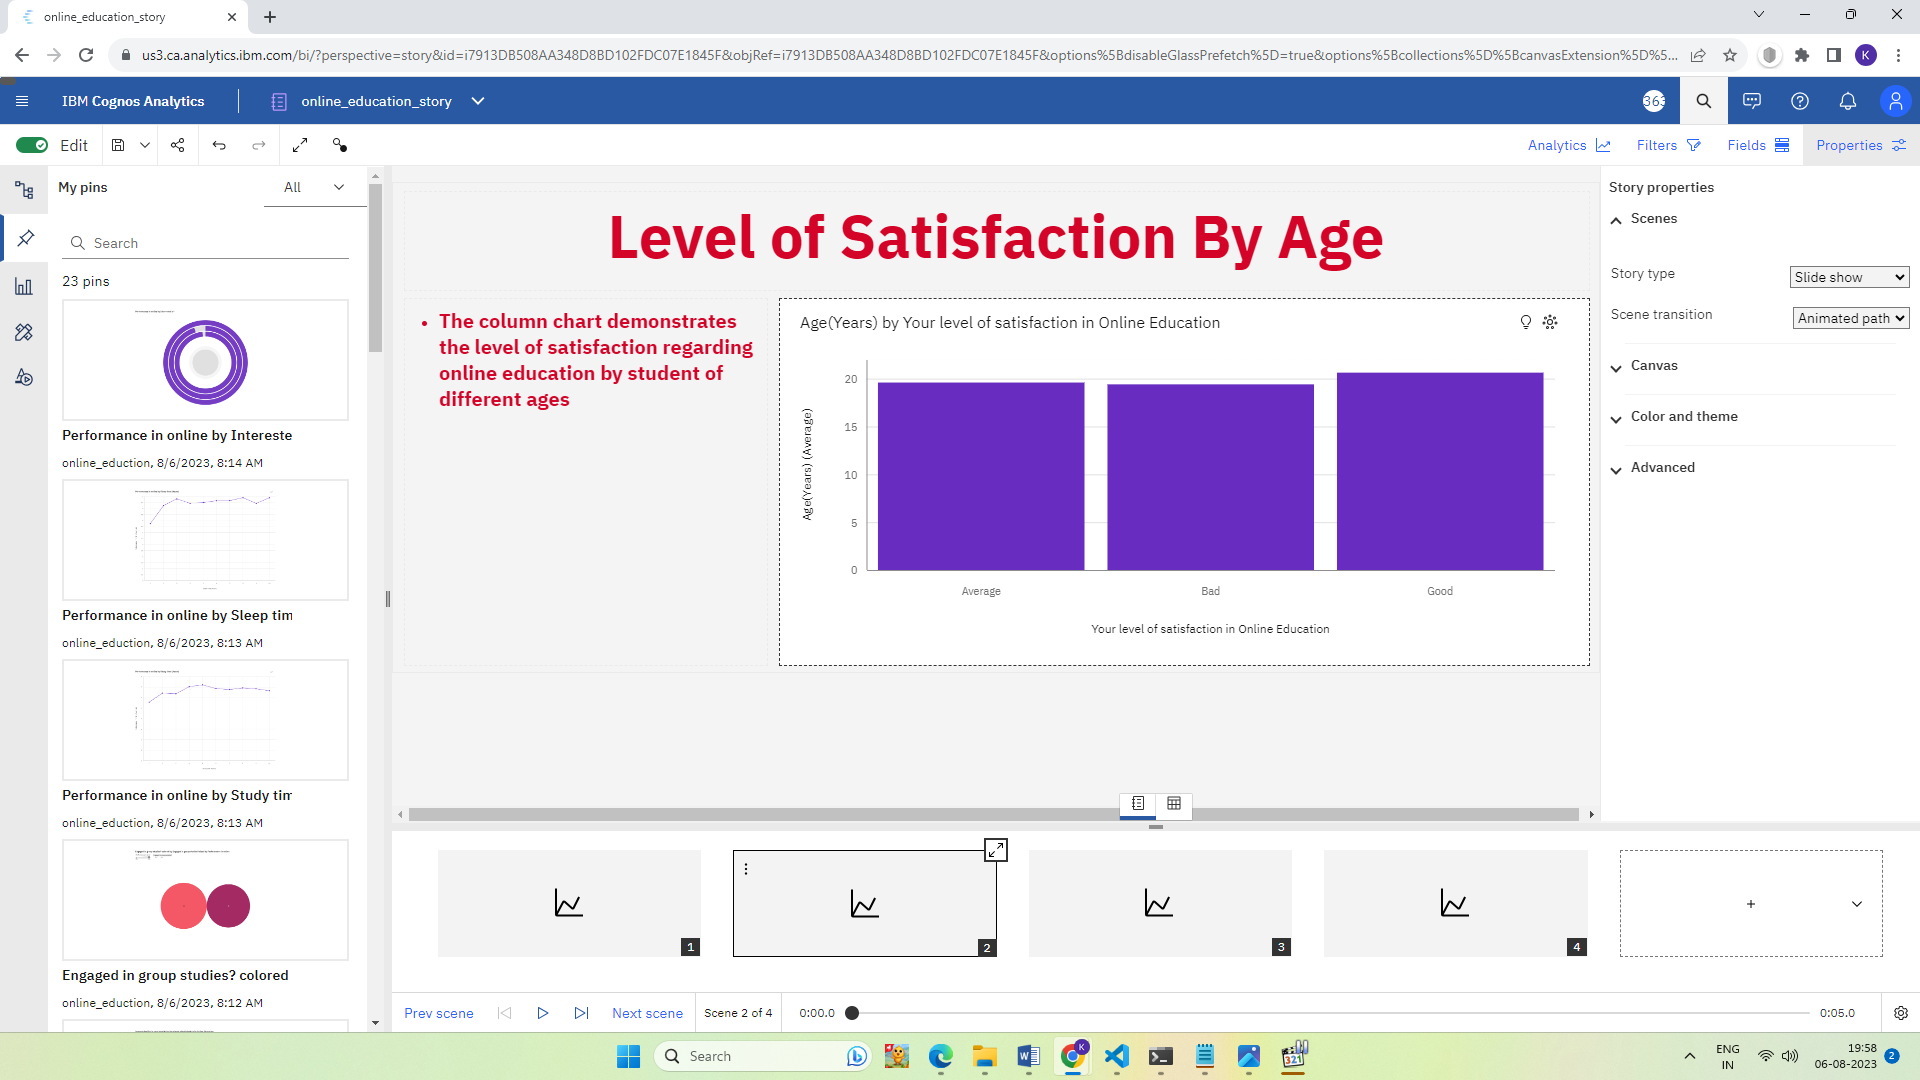 online_education_story
us3.ca.analytics.ibm.com/bi/?perspective=story&id=i7913DB508AA348D8BD102FDC07E1845F&objRef=i7913DB508AA348D8BD102FDC07E1845F&options%5BdisableGlassPrefetch%5D=true&options%5Bcollections%5D%5BcanvasExtension%5D%5...
K
IBM Cognos Analytics
online_education_story
363
Edit
Analytics
Filters
Fields
Properties
My pins
All
Search
23 pins
Performance in online by Intereste
online_eduction, 8/6/2023, 8:14 AM
Performance in online by Sleep tim
online_eduction, 8/6/2023, 8:13 AM
Performance in online by Study tim
online_eduction, 8/6/2023, 8:13 AM
Engaged in group studies? colored
online_eduction, 8/6/2023, 8:12 AM
Level of Satisfaction By Age
• The column chart demonstrates
the level of satisfaction regarding
online education by student of
different ages
Age(Years) by Your level of satisfaction in Online Education
Age(Years) (Average)
20
15
10
5
0
Average
Bad
Good
Your level of satisfaction in Online Education
Story properties
Scenes
Story type
Slide show
Scene transition
Animated path
Canvas
Color and theme
Advanced
1
2
3
4
+
Prev scene
Next scene
Scene 2 of 4
0:00.0
0:05.0
Search
K
321
ENG
IN
19:58
06-08-2023
2